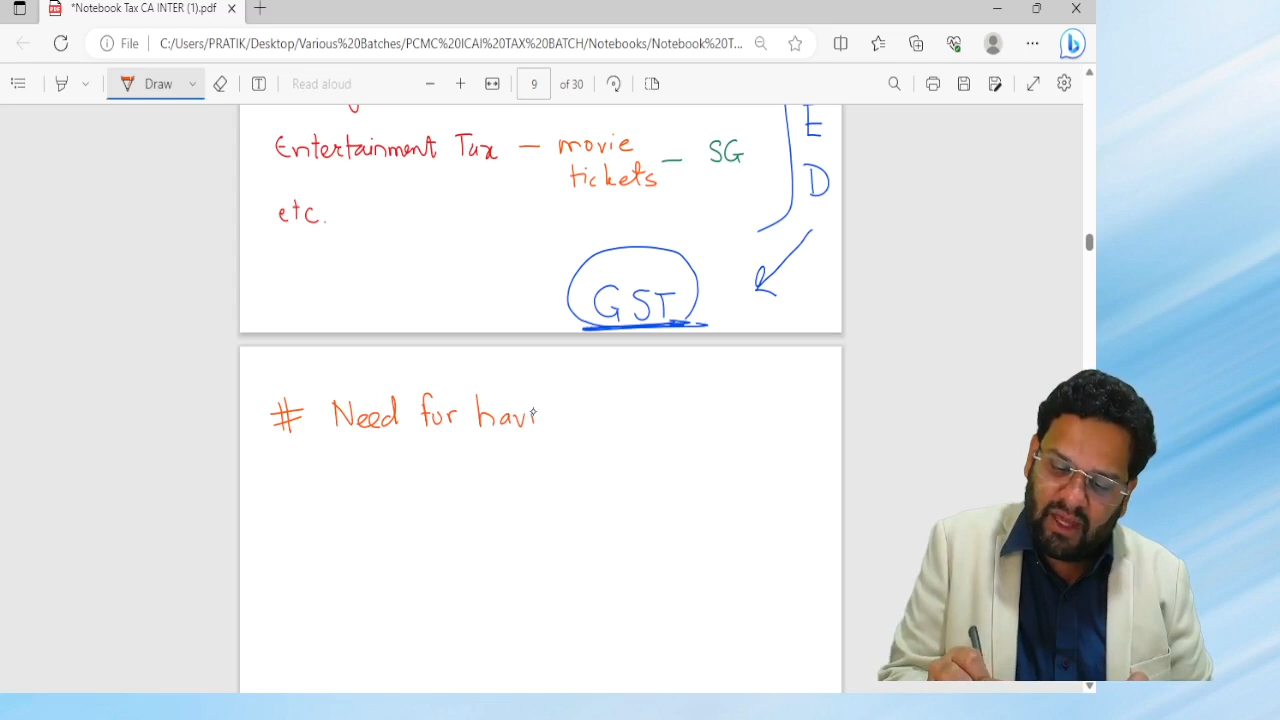 *Notebook Tax CA INTER (1).pdf
File C:/Users/PRATIK/Desktop/Various%20Batches/PCMC%20ICAI%20TAX%20BATCH/Notebooks/Notebook%20T...
Draw Read aloud 9 of 30
E
Entertainment Tax — movie tickets — SG
D
etc.
GST
# Need for havi